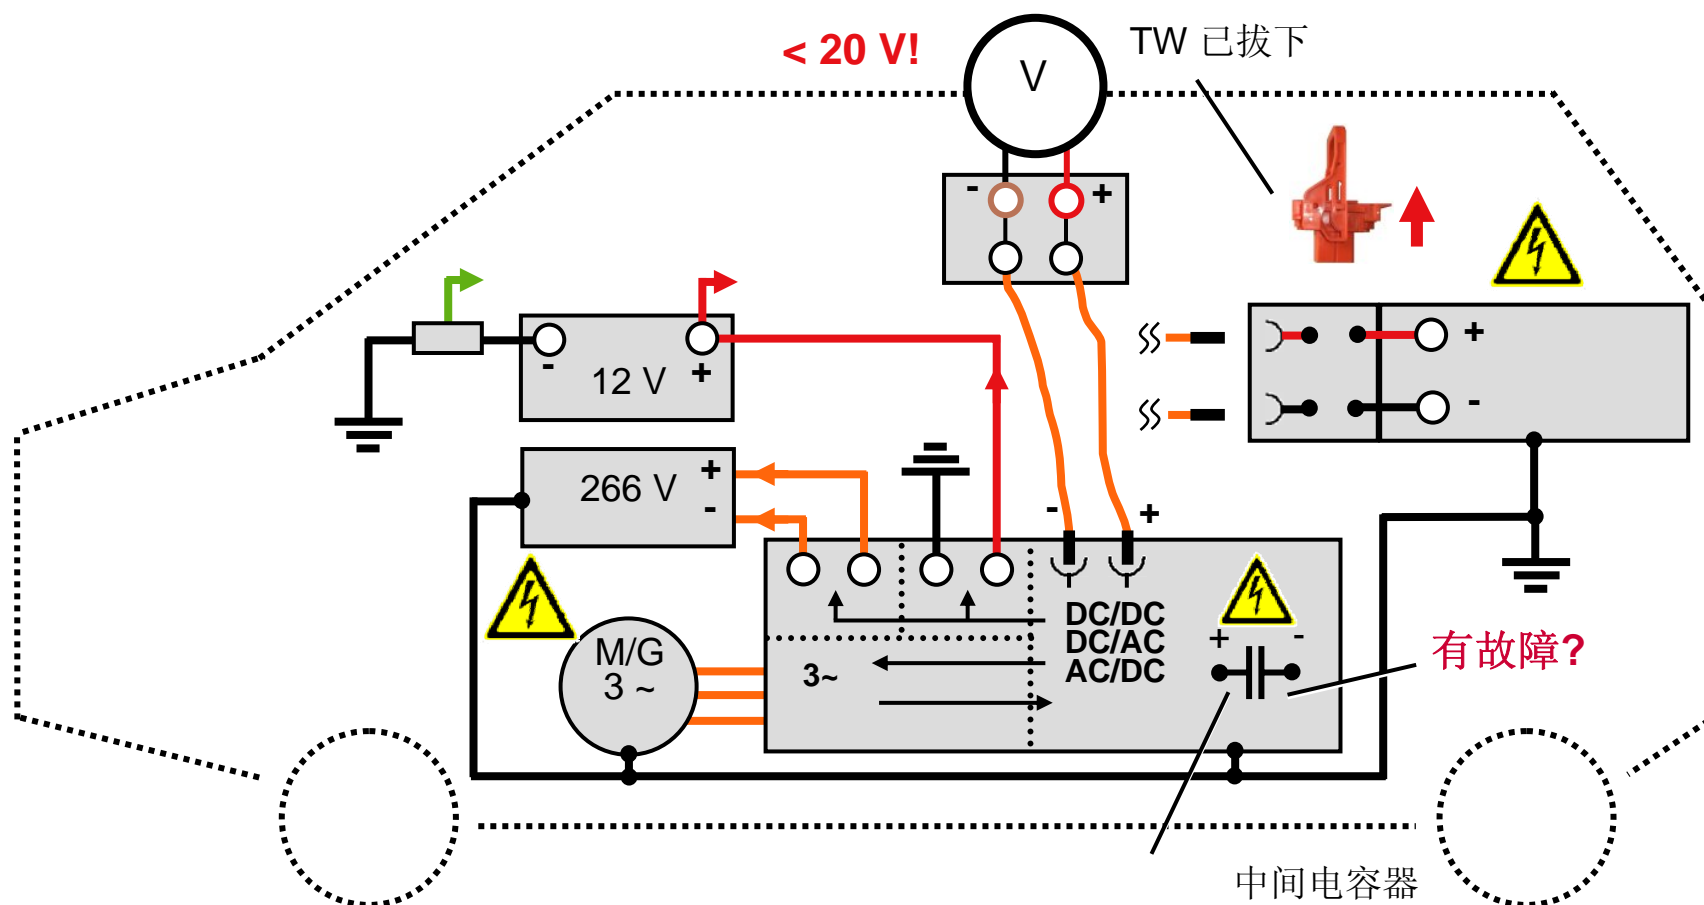 < 20 V!
V
TW 已拔下
- +
12 V
- +
+
-
266 V
+
-
- +
DC/DC
DC/AC
AC/DC
+ -
M/G
3 ~
3~
有故障?
中间电容器